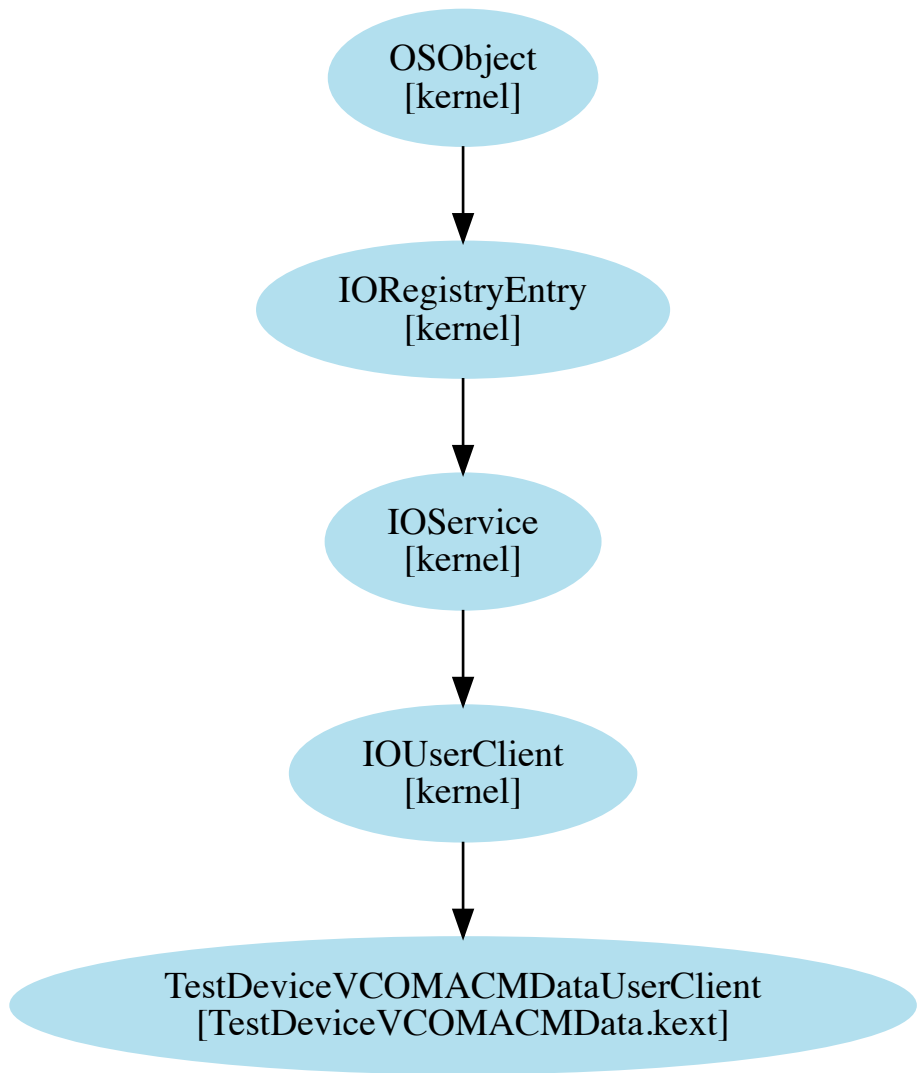 OSObject
[kernel]
IORegistryEntry
[kernel]
IOService
[kernel]
IOUserClient
[kernel]
TestDeviceVCOMACMDataUserClient
[TestDeviceVCOMACMData.kext]